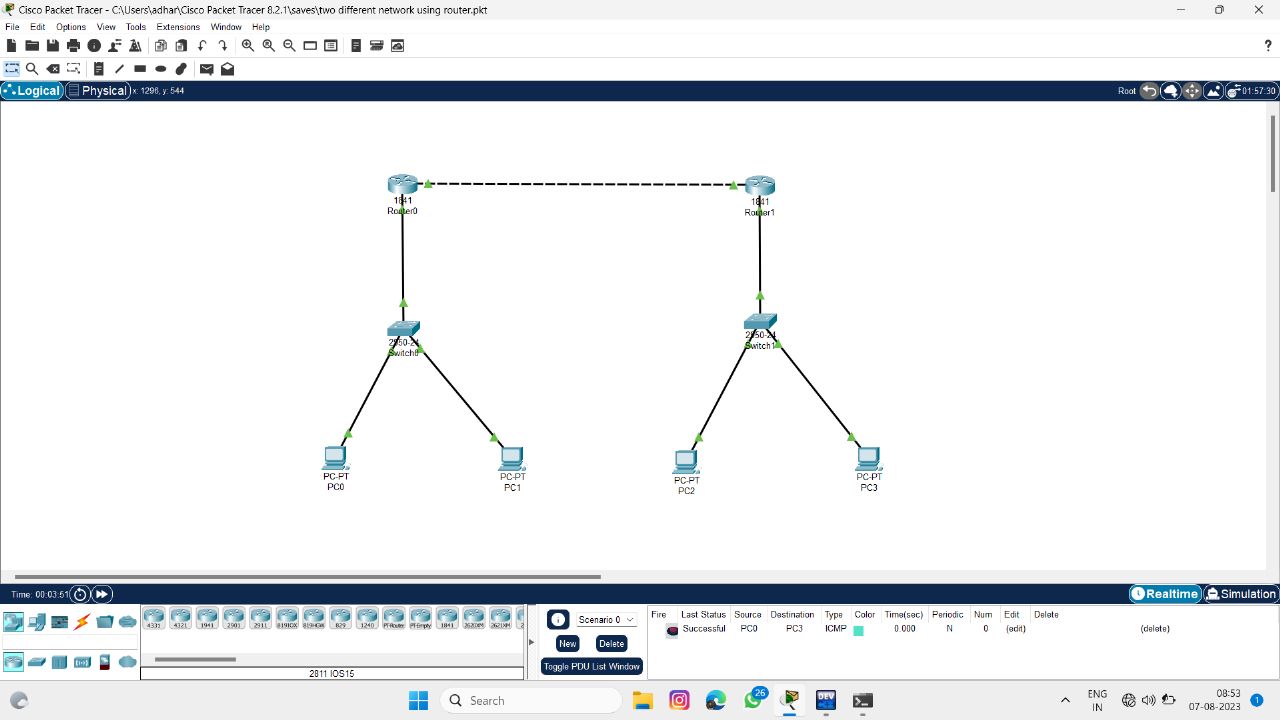 Cisco Packet Tracer - C:\Users\adhar\Cisco Packet Tracer 8.2.1\saves\two different network using router.pkt
File Edit Options View Tools Extensions Window Help
?
Logical Physical x: 1296, y: 544 Root 01:57:30
1841
Router0
1841
Router1
2950-24
Switch0
2950-24
Switch1
PC-PT
PC0
PC-PT
PC1
PC-PT
PC2
PC-PT
PC3
Time: 00:03:51 Realtime Simulation
4331 4321 1941 2901 2911 819IOX 819HGW 829 1240 PT-Router PT-Empty 1841 2620XM 2621XM
2811 IOS15
Scenario 0
New Delete
Toggle PDU List Window
Fire Last Status Source Destination Type Color Time(sec) Periodic Num Edit Delete
Successful PC0 PC3 ICMP 0.000 N 0 (edit) (delete)
Search
26
DEV
ENG
IN
08:53
07-08-2023
1